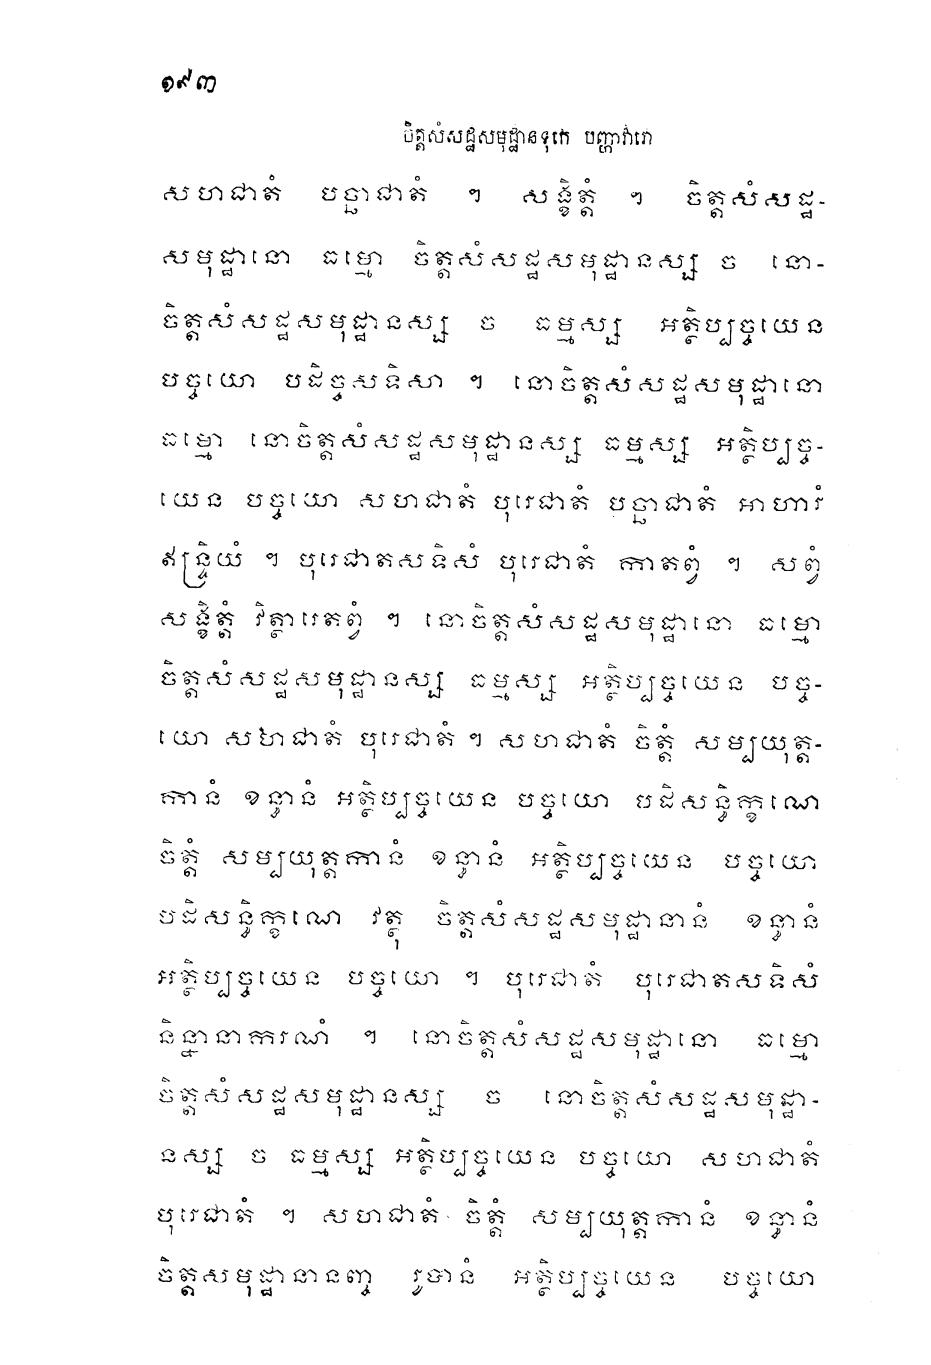 ១៩៣
ចិត្តសំសដ្ឋសមុដ្ឋានទុកេ បញ្ហាវារោ
សហជាតំ បច្ឆាជាតំ ។ សង្ខិត្តំ ។ ចិត្តសំសដ្ឋ-
សមុដ្ឋានោ ធម្មោ ចិត្តសំសដ្ឋសមុដ្ឋានស្ស ច នោ-
ចិត្តសំសដ្ឋសមុដ្ឋានស្ស ច ធម្មស្ស អត្ថិប្បច្ចយេន
បច្ចយោ បដិច្ចសទិសា ។ នោចិត្តសំសដ្ឋសមុដ្ឋានោ
ធម្មោ នោចិត្តសំសដ្ឋសមុដ្ឋានស្ស ធម្មស្ស អត្ថិប្បច្ច-
យេន បច្ចយោ សហជាតំ បុរេជាតំ បច្ឆាជាតំ អាហារំ
ឥន្ទ្រិយំ ។ បុរេជាតសទិសំ បុរេជាតំ កាតព្វំ ។ សព្វំ
សង្ខិត្តំ វិត្ថារេតព្វំ ។ នោចិត្តសំសដ្ឋសមុដ្ឋានោ ធម្មោ
ចិត្តសំសដ្ឋសមុដ្ឋានស្ស ធម្មស្ស អត្ថិប្បច្ចយេន បច្ច-
យោ សហជាតំ បុរេជាតំ ។ សហជាតំ ចិត្តំ សម្បយុត្ត-
កានំ ខន្ធានំ អត្ថិប្បច្ចយេន បច្ចយោ បដិសន្ធិក្ខណេ
ចិត្តំ សម្បយុត្តកានំ ខន្ធានំ អត្ថិប្បច្ចយេន បច្ចយោ
បដិសន្ធិក្ខណេ វត្ថុ ចិត្តសំសដ្ឋសមុដ្ឋានានំ ខន្ធានំ
អត្ថិប្បច្ចយេន បច្ចយោ ។ បុរេជាតំ បុរេជាតសទិសំ
និន្នានាករណំ ។ នោចិត្តសំសដ្ឋសមុដ្ឋានោ ធម្មោ
ចិត្តសំសដ្ឋសមុដ្ឋានស្ស ច នោចិត្តសំសដ្ឋសមុដ្ឋា-
នស្ស ច ធម្មស្ស អត្ថិប្បច្ចយេន បច្ចយោ សហជាតំ
បុរេជាតំ ។ សហជាតំ ចិត្តំ សម្បយុត្តកានំ ខន្ធានំ
ចិត្តសមុដ្ឋានានញ្ច រូបានំ អត្ថិប្បច្ចយេន បច្ចយោ